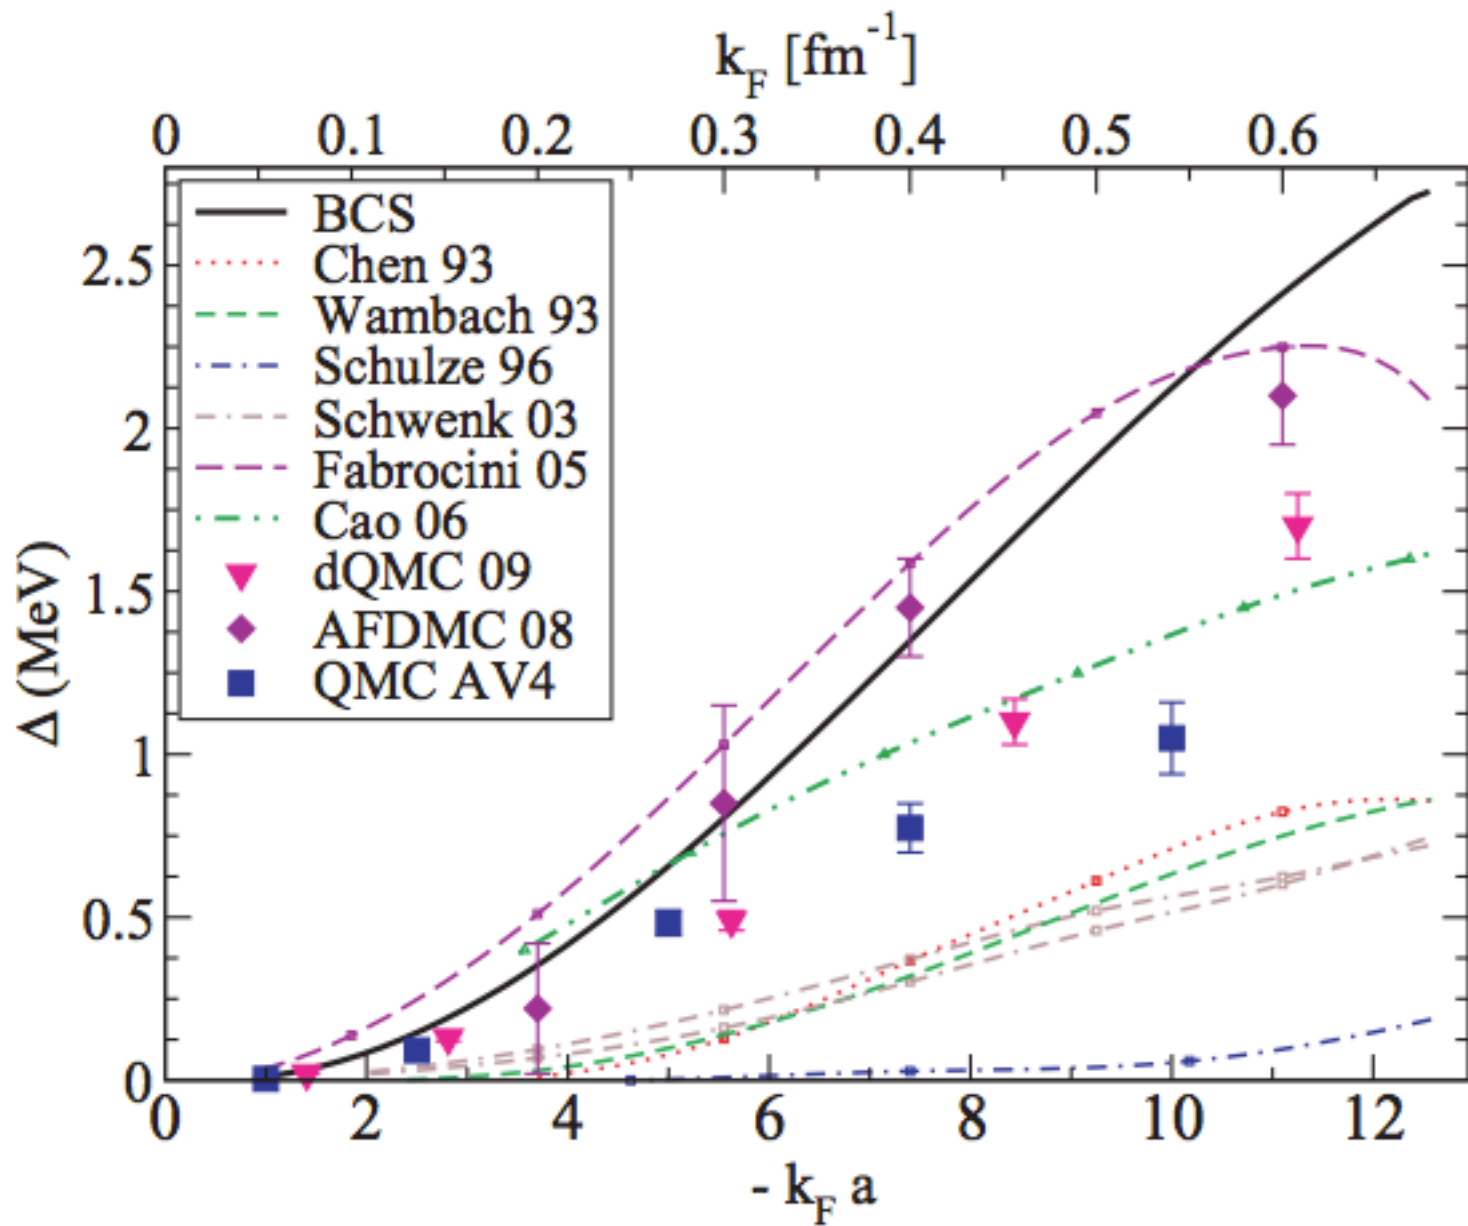 k_F [fm^-1]
0 0.1 0.2 0.3 0.4 0.5 0.6
BCS
Chen 93
Wambach 93
Schulze 96
Schwenk 03
Fabrocini 05
Cao 06
dQMC 09
AFDMC 08
QMC AV4
Δ (MeV)
2.5
2
1.5
1
0.5
0
0 2 4 6 8 10 12
- k_F a